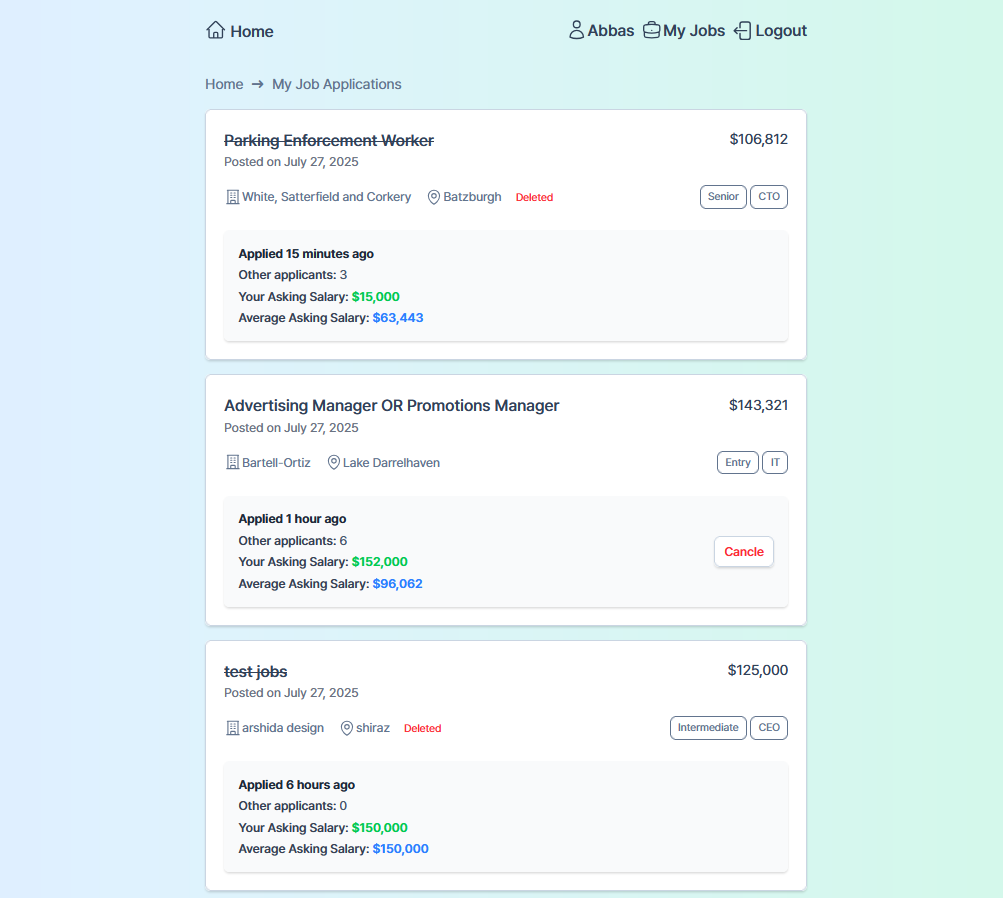 Home
Abbas My Jobs Logout
Home → My Job Applications
Parking Enforcement Worker $106,812
Posted on July 27, 2025
White, Satterfield and Corkery Batzburgh Deleted Senior CTO
Applied 15 minutes ago
Other applicants: 3
Your Asking Salary: $15,000
Average Asking Salary: $63,443
Advertising Manager OR Promotions Manager $143,321
Posted on July 27, 2025
Bartell-Ortiz Lake Darrelhaven Entry IT
Applied 1 hour ago
Other applicants: 6
Your Asking Salary: $152,000
Average Asking Salary: $96,062
Cancle
test jobs $125,000
Posted on July 27, 2025
arshida design shiraz Deleted Intermediate CEO
Applied 6 hours ago
Other applicants: 0
Your Asking Salary: $150,000
Average Asking Salary: $150,000